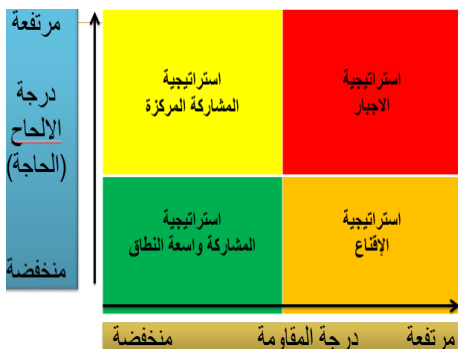 مرتفعة
درجة
الالحاح
(الحاجة)
منخفضة
استراتيجية
الاجبار
استراتيجية
المشاركة المركزة
استراتيجية
الإقناع
استراتيجية
المشاركة واسعة النطاق
مرتفعة درجة المقاومة منخفضة